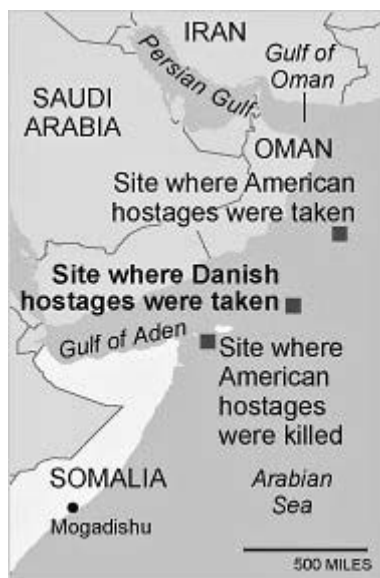 IRAN
Persian Gulf
Gulf of
Oman
SAUDI
ARABIA
OMAN
Site where American
hostages were taken
Site where Danish
hostages were taken
Gulf of Aden
Site where
American
hostages
were killed
SOMALIA
Arabian
Sea
Mogadishu
500 MILES